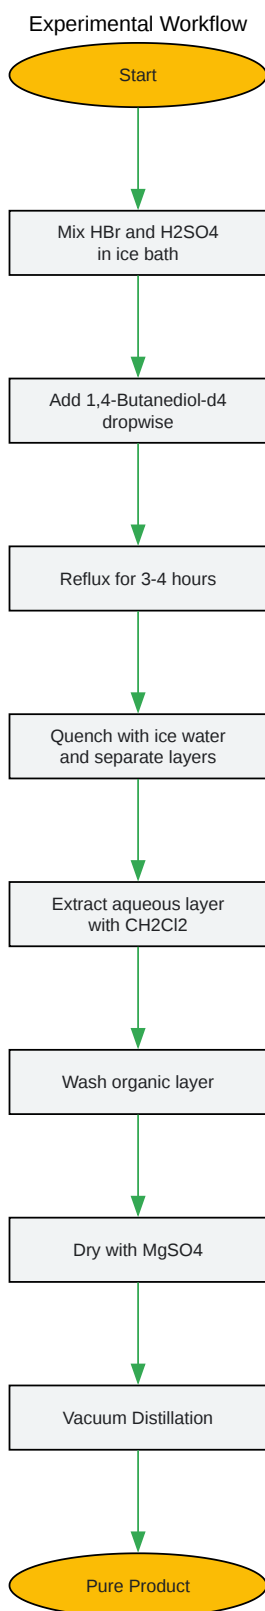 Experimental Workflow
Start
Mix HBr and H2SO4
in ice bath
Add 1,4-Butanediol-d4
dropwise
Reflux for 3-4 hours
Quench with ice water
and separate layers
Extract aqueous layer
with CH2Cl2
Wash organic layer
Dry with MgSO4
Vacuum Distillation
Pure Product